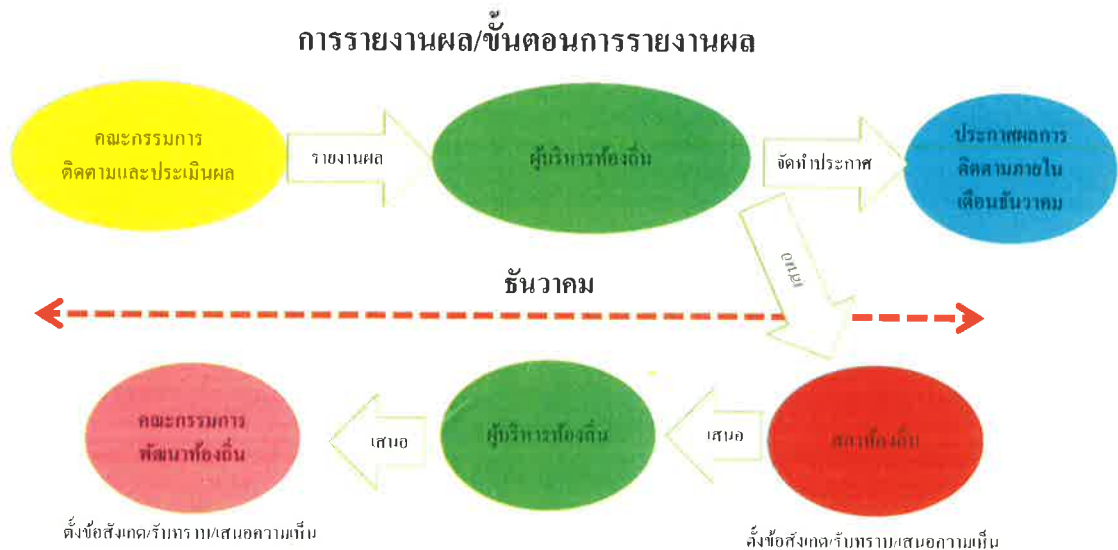 การรายงานผล/ขั้นตอนการรายงานผล
คณะกรรมการ
ติดตามและประเมินผล
รายงานผล
ผู้บริหารท้องถิ่น
จัดทำประกาศ
ประกาศผลการ
ติดตามภายใน
เดือนธันวาคม
เสนอ
ธันวาคม
คณะกรรมการ
พัฒนาท้องถิ่น
เสนอ
ผู้บริหารท้องถิ่น
เสนอ
สภาท้องถิ่น
ตั้งข้อสังเกต/รับทราบ/เสนอความเห็น
ตั้งข้อสังเกต/รับทราบ/เสนอความเห็น